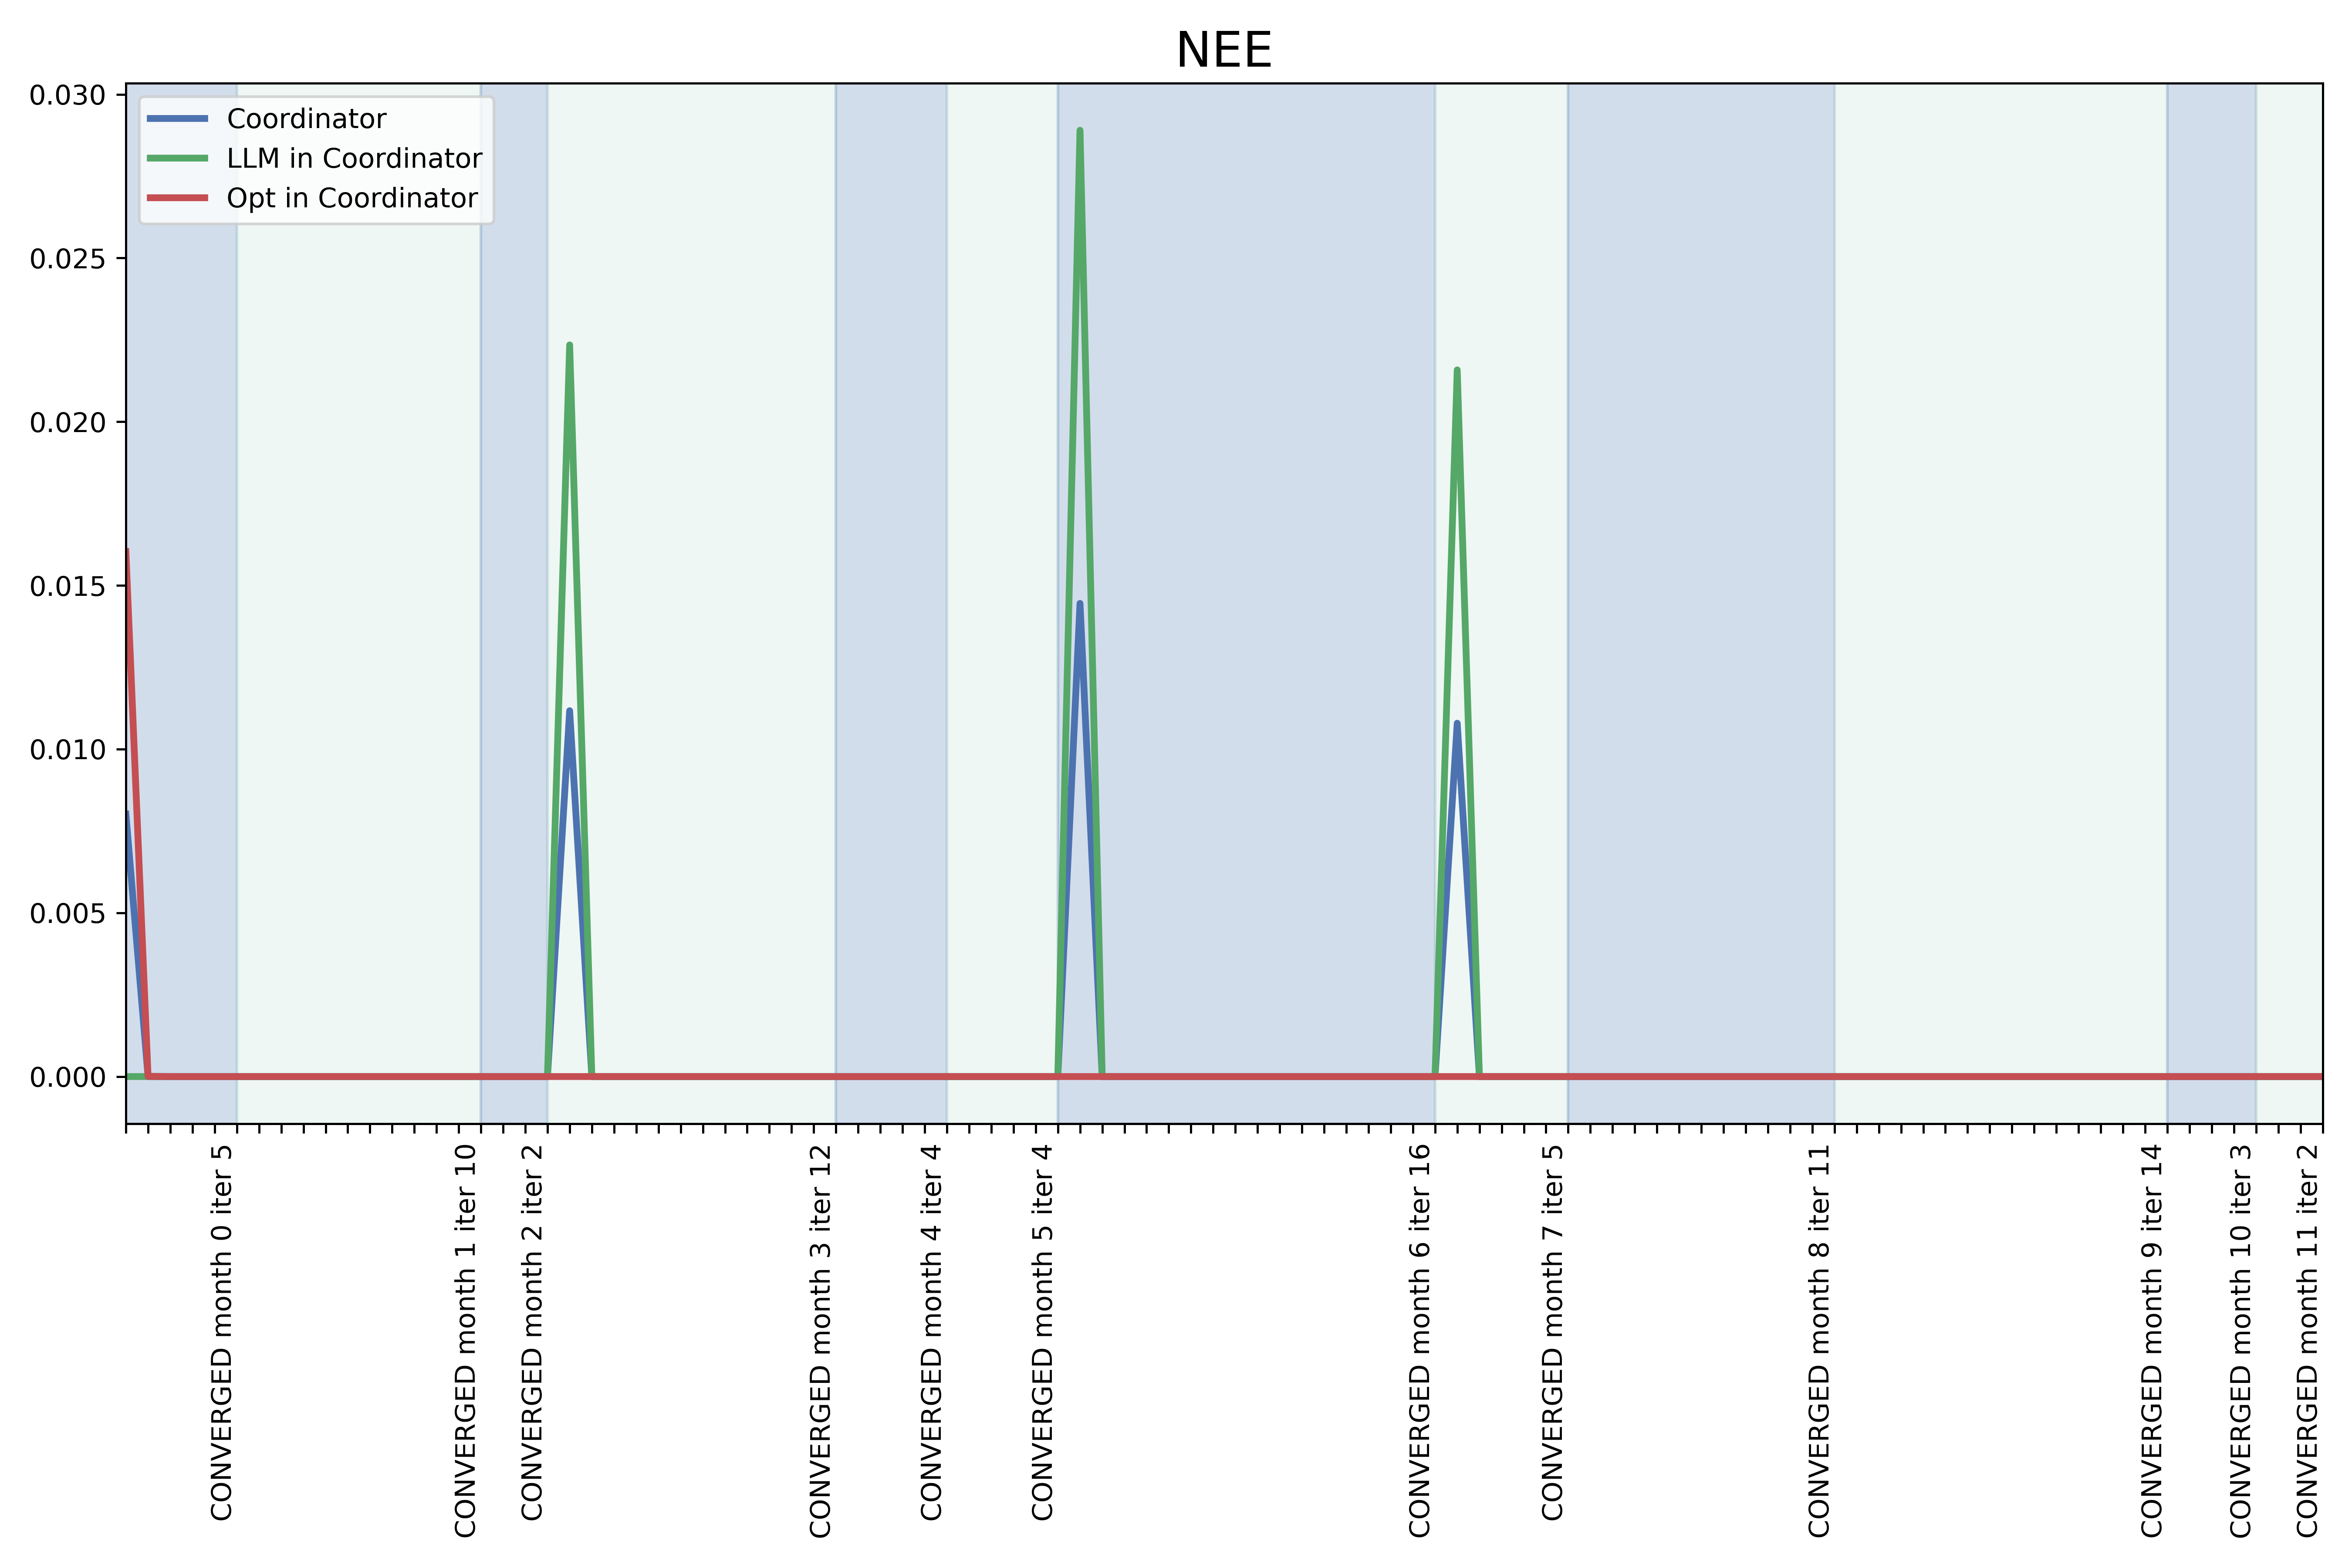 NEE
0.030
0.025
0.020
0.015
0.010
0.005
0.000
Coordinator
LLM in Coordinator
Opt in Coordinator
CONVERGED month 0 iter 5
CONVERGED month 1 iter 10
CONVERGED month 2 iter 2
CONVERGED month 3 iter 12
CONVERGED month 4 iter 4
CONVERGED month 5 iter 4
CONVERGED month 6 iter 16
CONVERGED month 7 iter 5
CONVERGED month 8 iter 11
CONVERGED month 9 iter 14
CONVERGED month 10 iter 3
CONVERGED month 11 iter 2